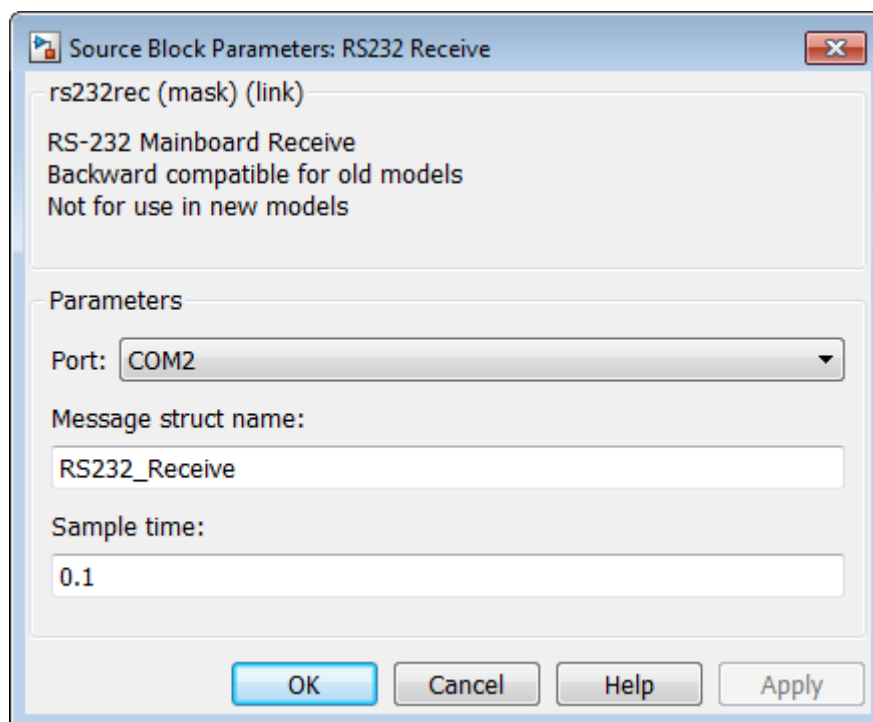 Source Block Parameters: RS232 Receive
rs232rec (mask) (link)
RS-232 Mainboard Receive
Backward compatible for old models
Not for use in new models
Parameters
Port: COM2
Message struct name:
RS232_Receive
Sample time:
0.1
OK Cancel Help Apply